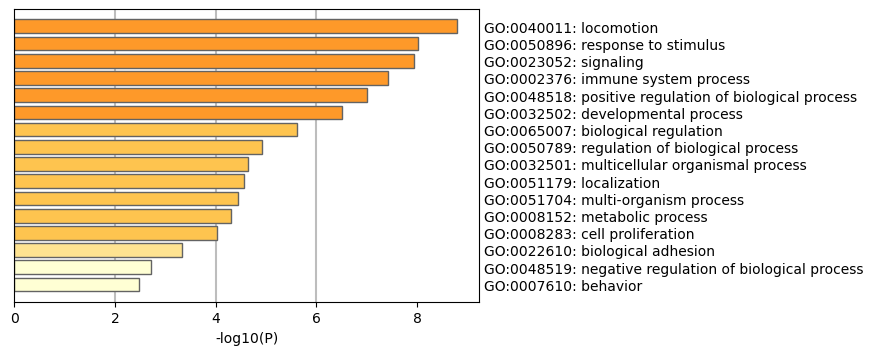 GO:0040011: locomotion
GO:0050896: response to stimulus
GO:0023052: signaling
GO:0002376: immune system process
GO:0048518: positive regulation of biological process
GO:0032502: developmental process
GO:0065007: biological regulation
GO:0050789: regulation of biological process
GO:0032501: multicellular organismal process
GO:0051179: localization
GO:0051704: multi-organism process
GO:0008152: metabolic process
GO:0008283: cell proliferation
GO:0022610: biological adhesion
GO:0048519: negative regulation of biological process
GO:0007610: behavior
0 2 4 6 8
-log10(P)